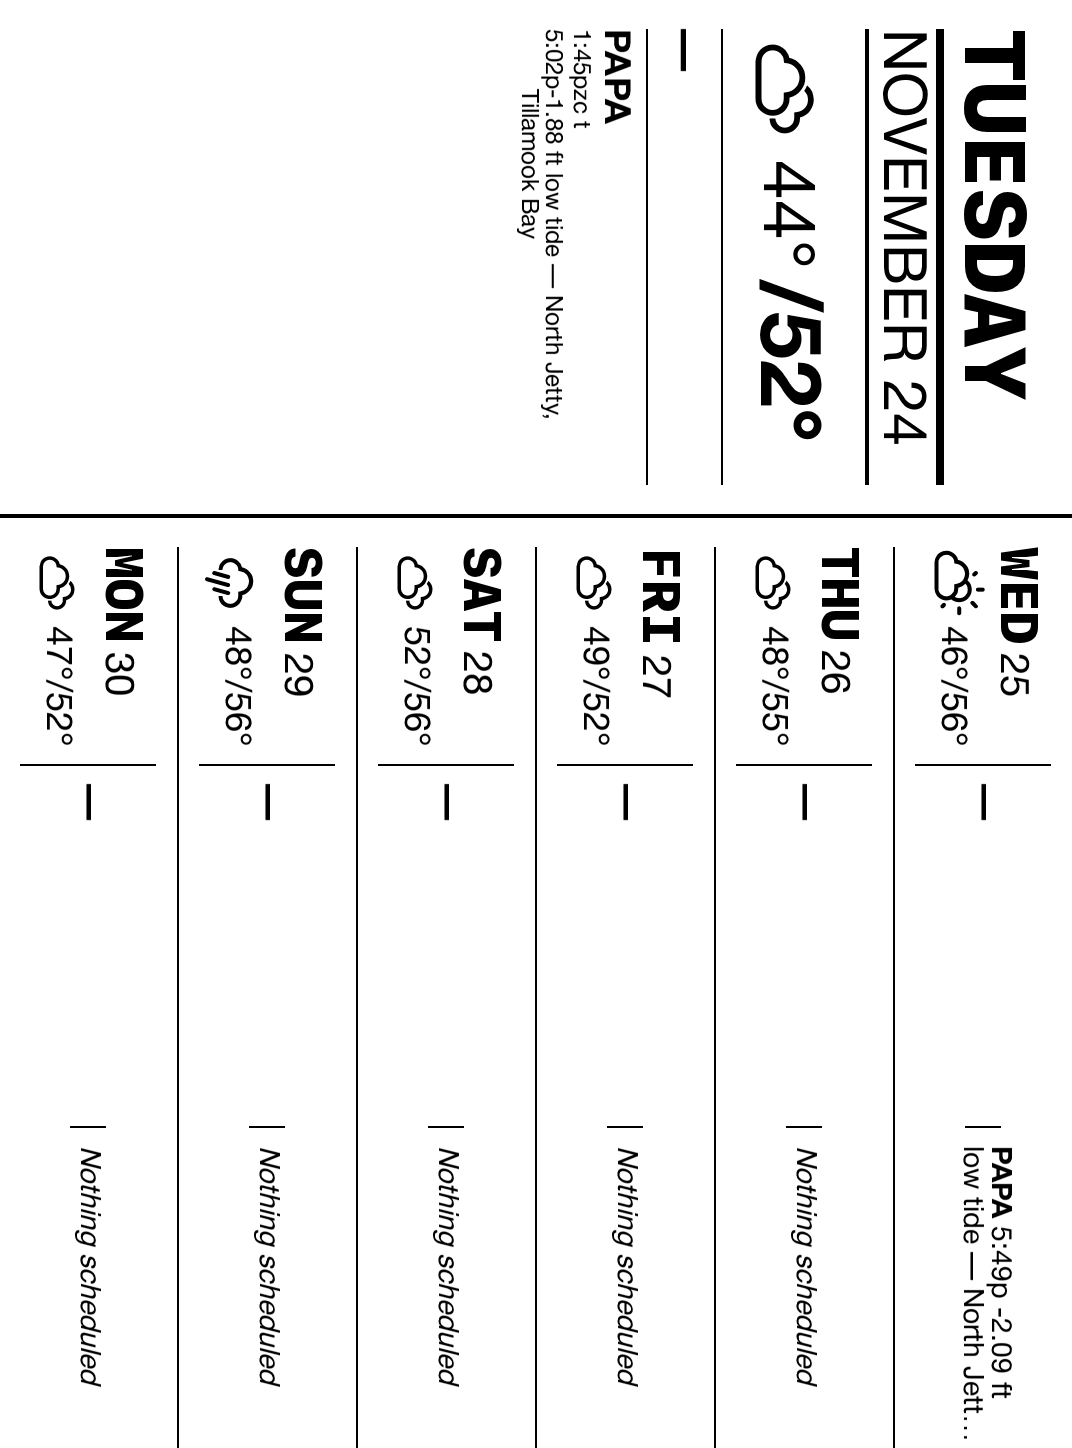 TUESDAY
NOVEMBER 24
44° /52°
—
PAPA
1:45pzc t
5:02p-1.88 ft low tide — North Jetty,
Tillamook Bay
WED 25
46°/56°
—
PAPA 5:49p -2.09 ft
low tide — North Jett…
THU 26
48°/55°
—
Nothing scheduled
FRI 27
49°/52°
—
Nothing scheduled
SAT 28
52°/56°
—
Nothing scheduled
SUN 29
48°/56°
—
Nothing scheduled
MON 30
47°/52°
—
Nothing scheduled